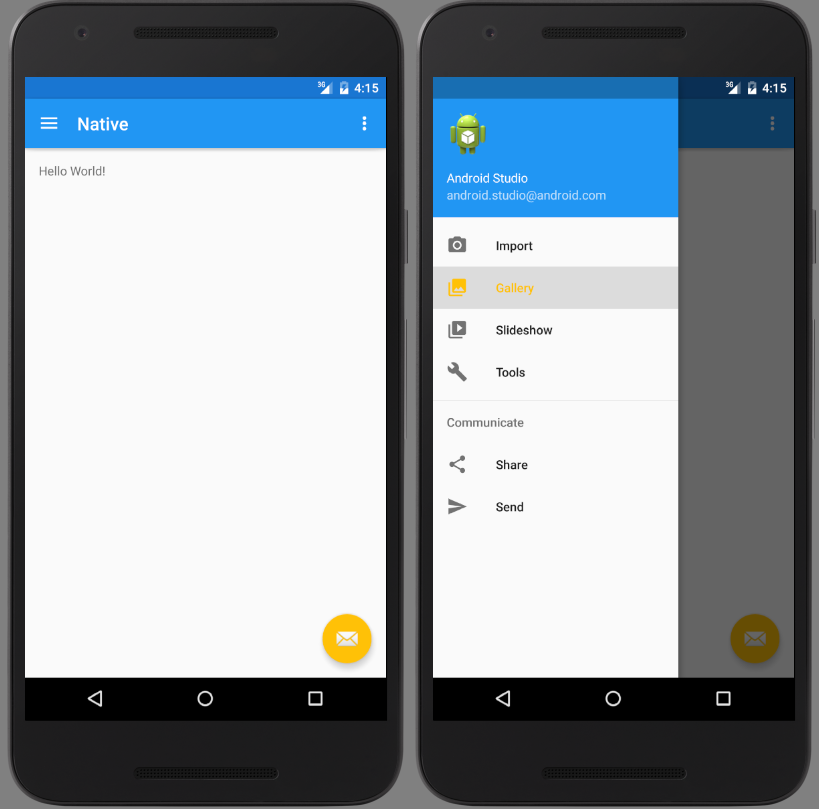 3G 4:15
Native
Hello World!
3G 4:15
Android Studio
android.studio@android.com
Import
Gallery
Slideshow
Tools
Communicate
Share
Send